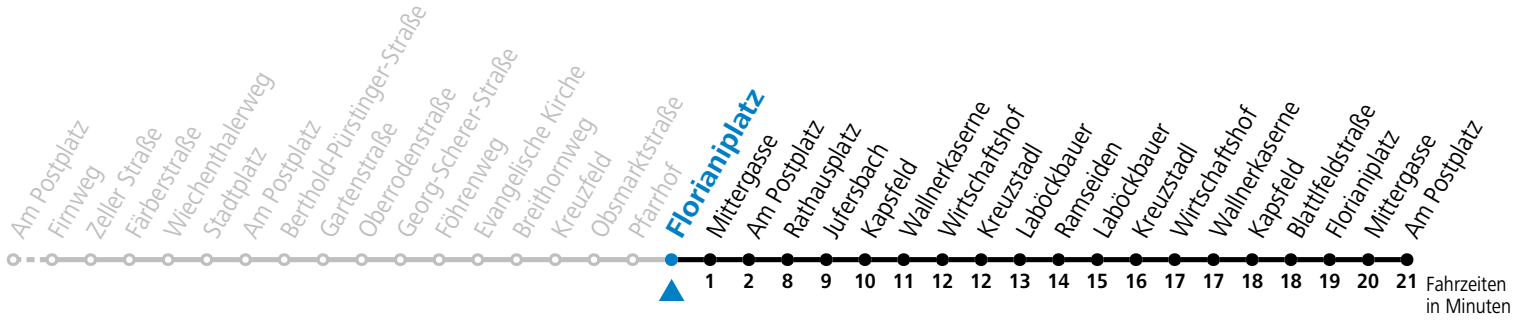 Am Postplatz
Firnweg
Zeller Straße
Färberstraße
Wiechenthalerweg
Stadtplatz
Am Postplatz
Berthold-Pürstinger-Straße
Gartenstraße
Oberrodenstraße
Georg-Scherer-Straße
Föhrenweg
Evangelische Kirche
Breithornweg
Kreuzfeld
Obsmarktstraße
Pfarrhof
Florianiplatz
Mittergasse
Am Postplatz
Rathausplatz
Jufersbach
Kapsfeld
Wallnerkaserne
Wirtschaftshof
Kreuzstadl
Laböckbauer
Ramseiden
Laböckbauer
Kreuzstadl
Wirtschaftshof
Wallnerkaserne
Kapsfeld
Blattlfeldstraße
Florianiplatz
Mittergasse
Am Postplatz
1 2 8 9 10 11 12 12 13 14 15 16 17 17 18 18 19 20 21
Fahrzeiten
in Minuten